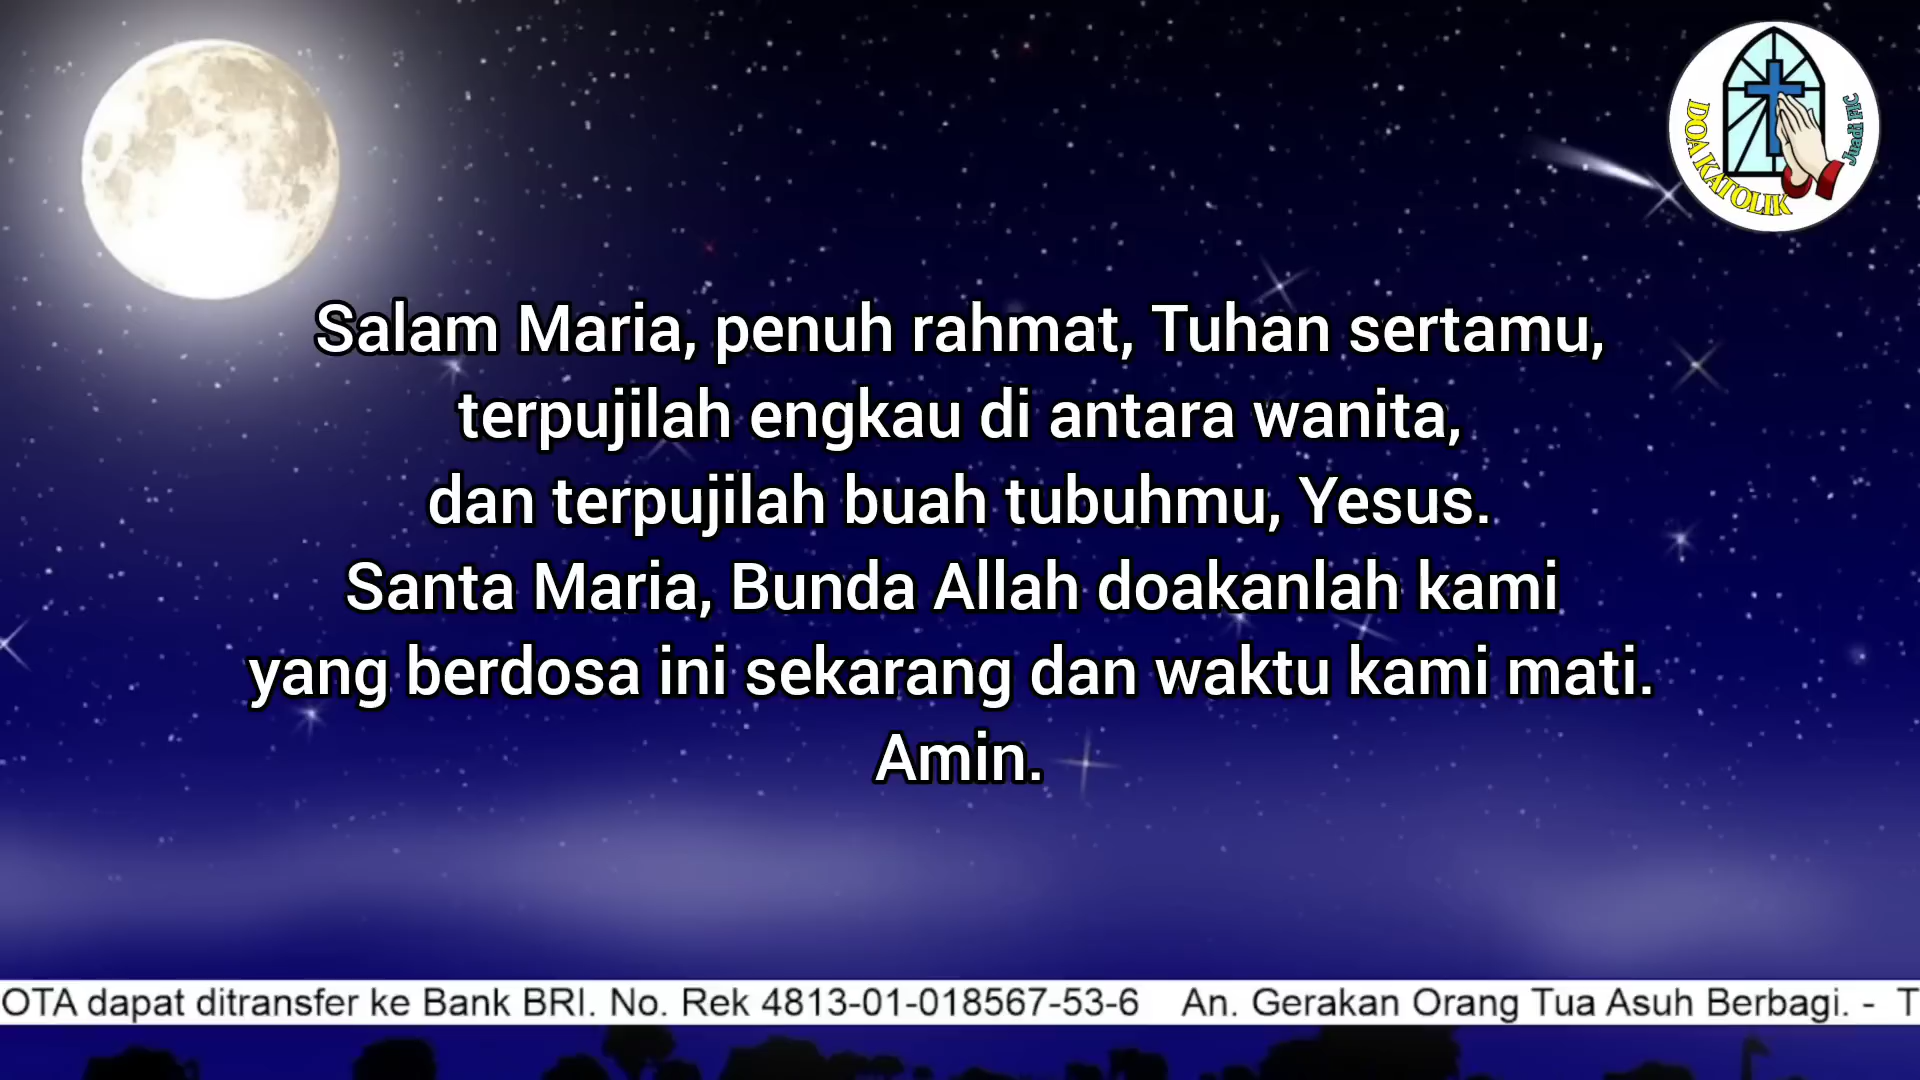 DOA KATOLIK
Juadi FIC
Salam Maria, penuh rahmat, Tuhan sertamu,
terpujilah engkau di antara wanita,
dan terpujilah buah tubuhmu, Yesus.
Santa Maria, Bunda Allah doakanlah kami
yang berdosa ini sekarang dan waktu kami mati.
Amin.
OTA dapat ditransfer ke Bank BRI. No. Rek 4813-01-018567-53-6 An. Gerakan Orang Tua Asuh Berbagi. - T